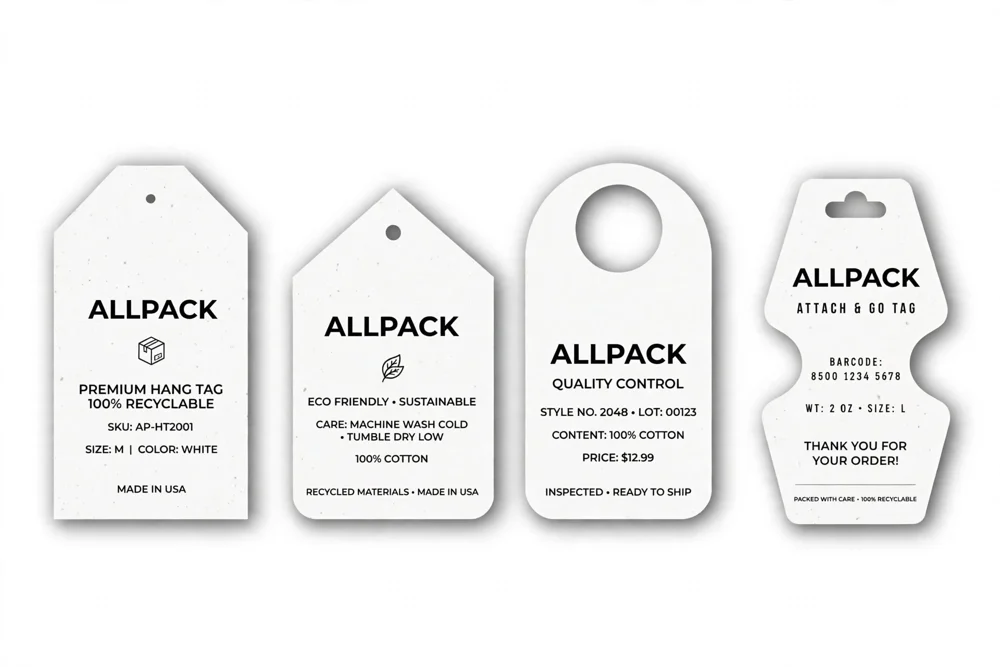 ALLPACK
PREMIUM HANG TAG
100% RECYCLABLE
SKU: AP-HT2001
SIZE: M | COLOR: WHITE
MADE IN USA
ALLPACK
ECO FRIENDLY • SUSTAINABLE
CARE: MACHINE WASH COLD
• TUMBLE DRY LOW
100% COTTON
RECYCLED MATERIALS • MADE IN USA
ALLPACK
QUALITY CONTROL
STYLE NO. 2048 • LOT: 00123
CONTENT: 100% COTTON
PRICE: $12.99
INSPECTED • READY TO SHIP
ALLPACK
ATTACH & GO TAG
BARCODE:
8500 1234 5678
WT: 2 OZ • SIZE: L
THANK YOU FOR
YOUR ORDER!
PACKED WITH CARE • 100% RECYCLABLE